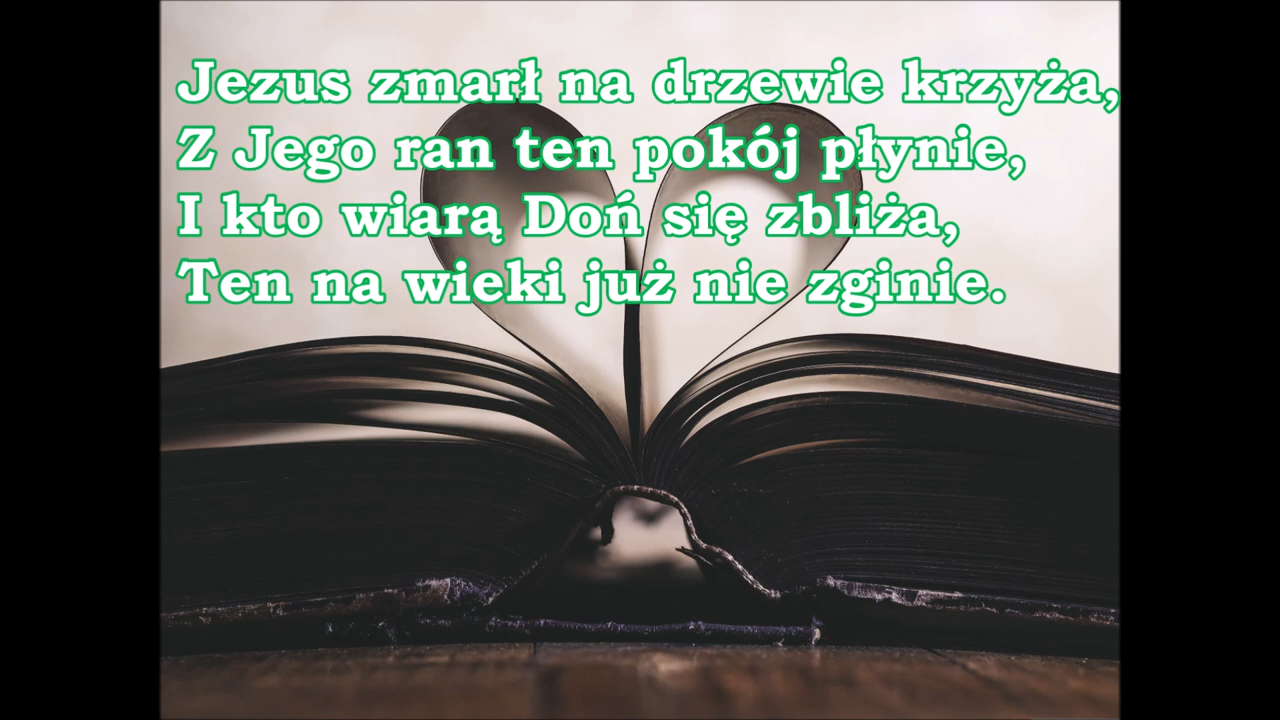 Jezus zmarł na drzewie krzyża,
Z Jego ran ten pokój płynie,
I kto wiarą Doń się zbliża,
Ten na wieki już nie zginie.